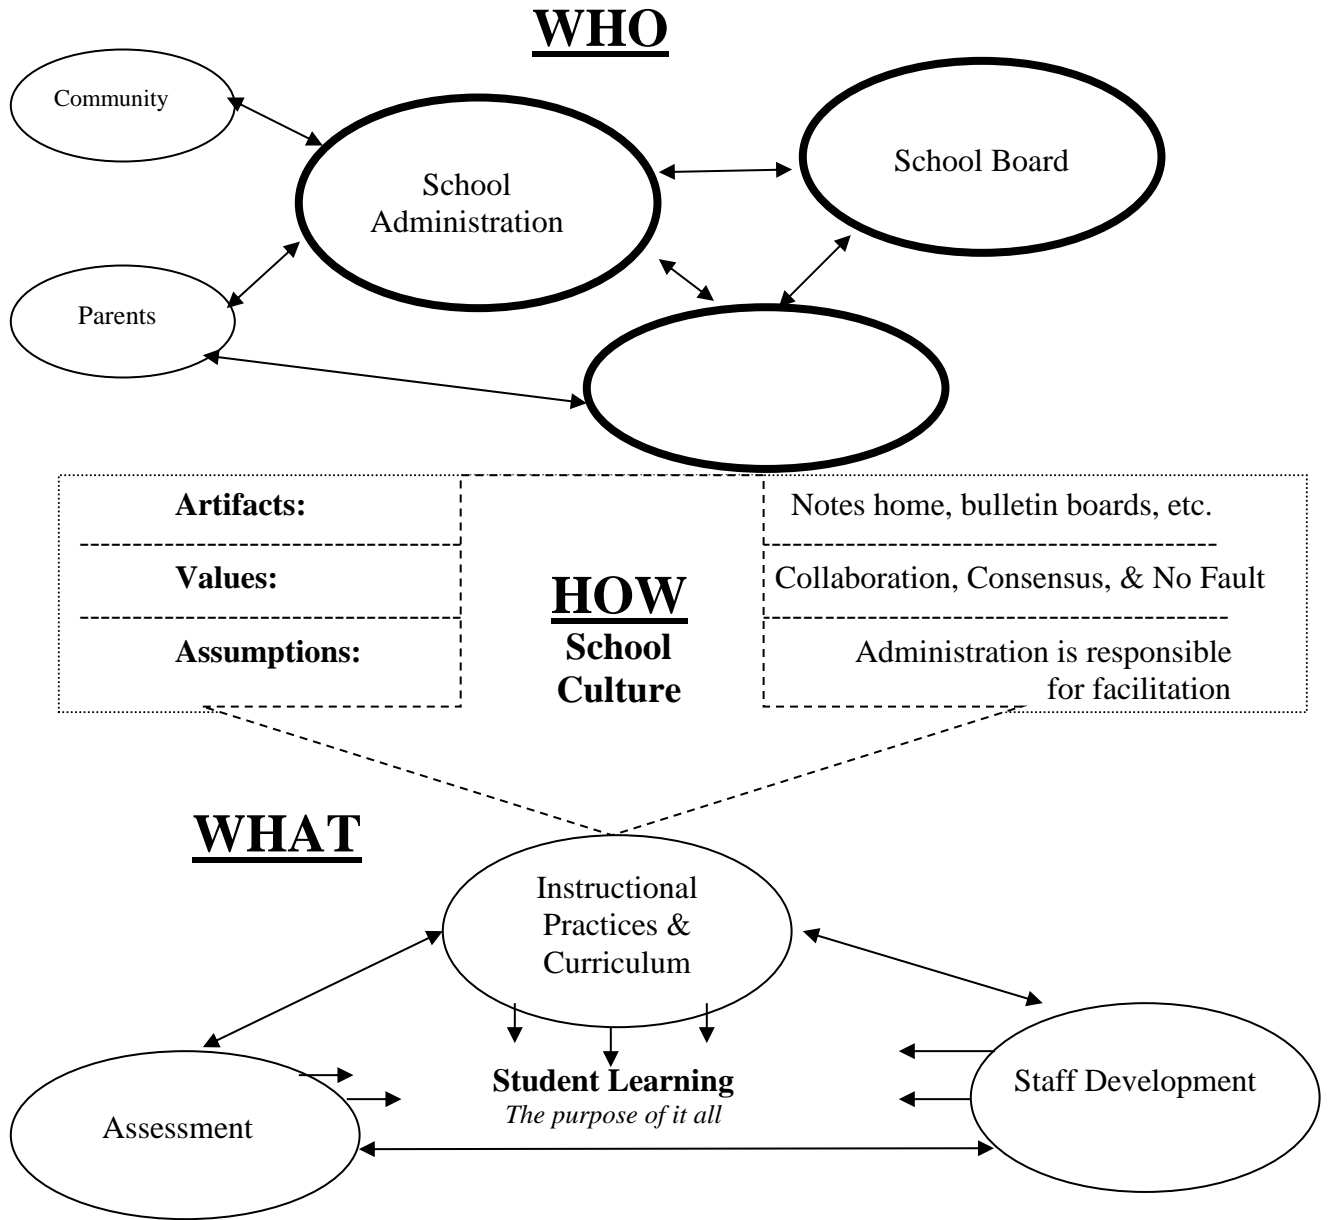 WHO
Community
School Board
School
Administration
Parents
Artifacts:
Notes home, bulletin boards, etc.
Values:
Collaboration, Consensus, & No Fault
HOW
School
Culture
Assumptions:
Administration is responsible
for facilitation
WHAT
Instructional
Practices &
Curriculum
Student Learning
The purpose of it all
Assessment
Staff Development